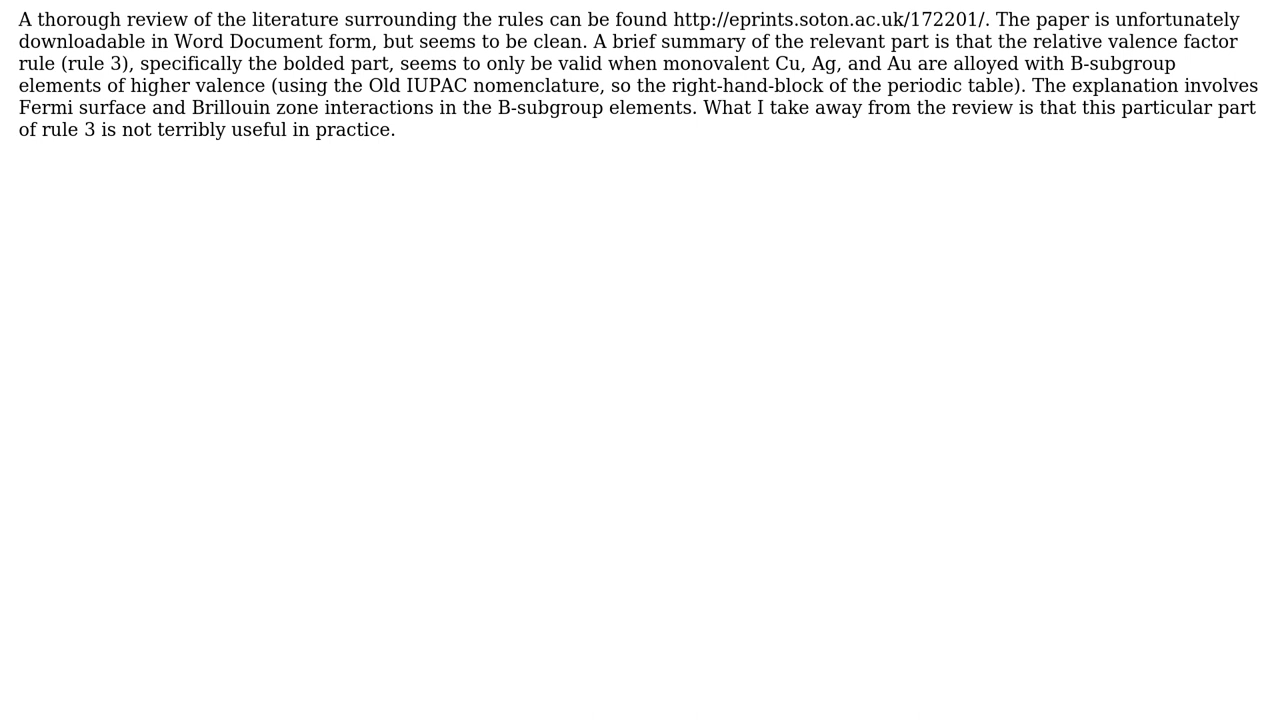 A thorough review of the literature surrounding the rules can be found http://eprints.soton.ac.uk/172201/. The paper is unfortunately
downloadable in Word Document form, but seems to be clean. A brief summary of the relevant part is that the relative valence factor
rule (rule 3), specifically the bolded part, seems to only be valid when monovalent Cu, Ag, and Au are alloyed with B-subgroup
elements of higher valence (using the Old IUPAC nomenclature, so the right-hand-block of the periodic table). The explanation involves
Fermi surface and Brillouin zone interactions in the B-subgroup elements. What I take away from the review is that this particular part
of rule 3 is not terribly useful in practice.